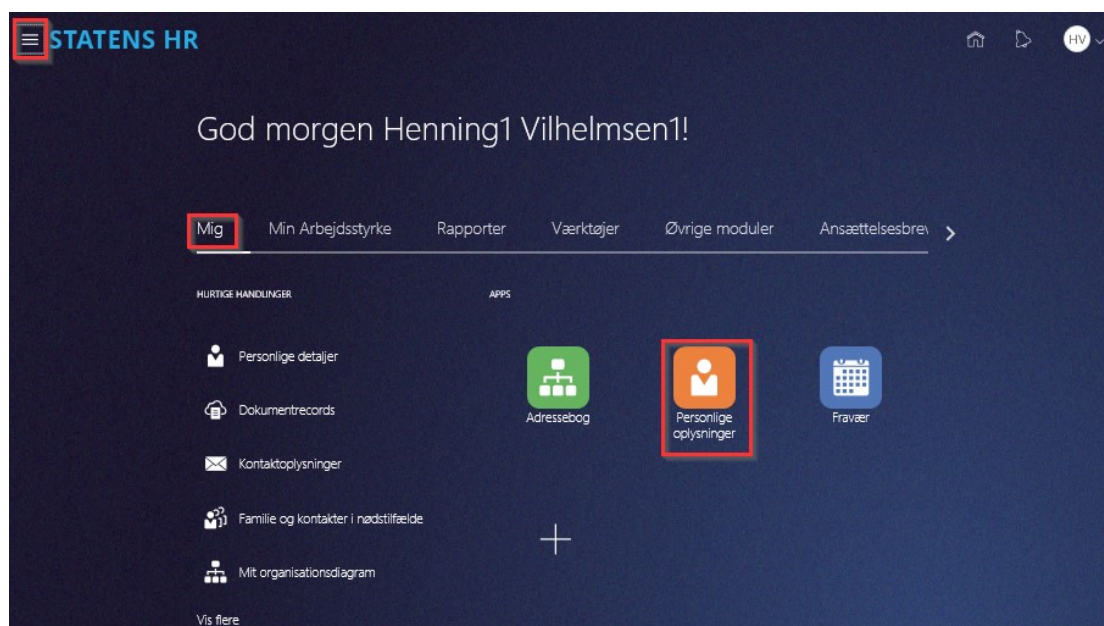 STATENS HR
HV
God morgen Henning1 Vilhelmsen1!
Mig Min Arbejdsstyrke Rapporter Værktøjer Øvrige moduler Ansættelsesbrev
HURTIGE HANDLINGER APPS
Personlige detaljer
Dokumentrecords
Kontaktoplysninger
Familie og kontakter i nødstilfælde
Mit organisationsdiagram
Vis flere
Adressebog
Personlige
oplysninger
Fravær